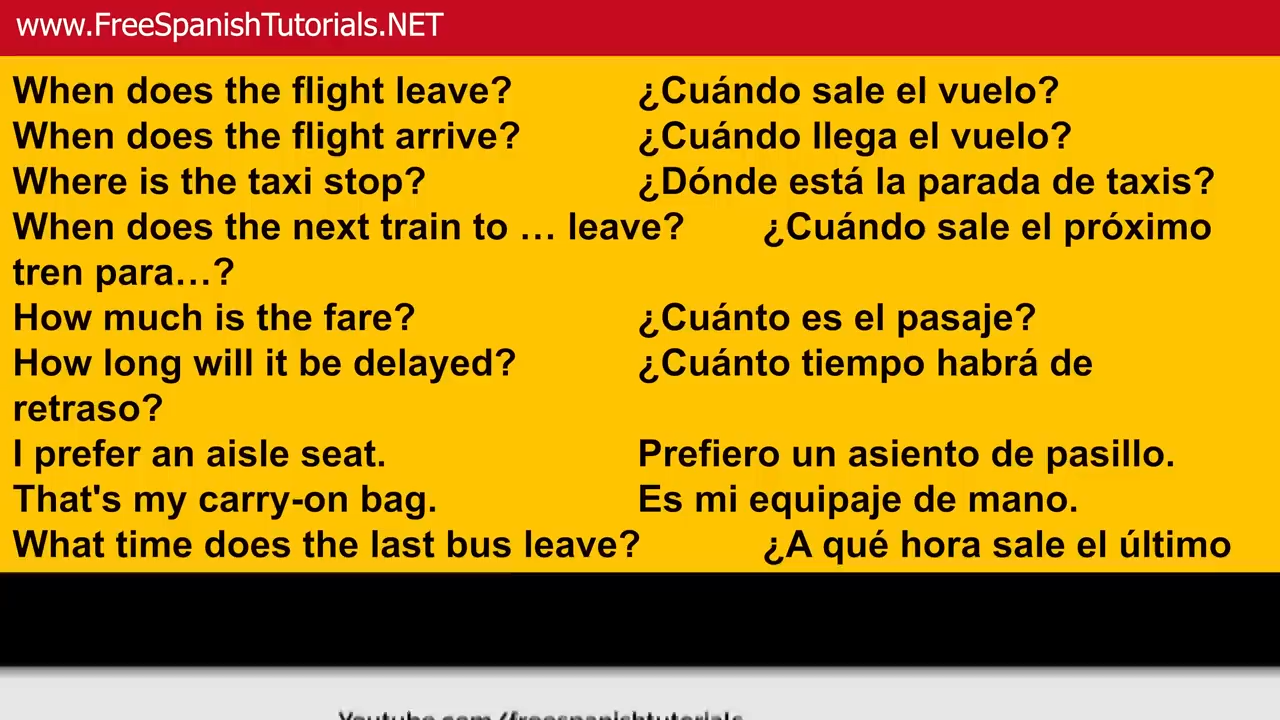 www.FreeSpanishTutorials.NET
When does the flight leave? ¿Cuándo sale el vuelo?
When does the flight arrive? ¿Cuándo llega el vuelo?
Where is the taxi stop? ¿Dónde está la parada de taxis?
When does the next train to … leave? ¿Cuándo sale el próximo
tren para…?
How much is the fare? ¿Cuánto es el pasaje?
How long will it be delayed? ¿Cuánto tiempo habrá de
retraso?
I prefer an aisle seat. Prefiero un asiento de pasillo.
That's my carry-on bag. Es mi equipaje de mano.
What time does the last bus leave? ¿A qué hora sale el último
Youtube.com/freespanishtutorials